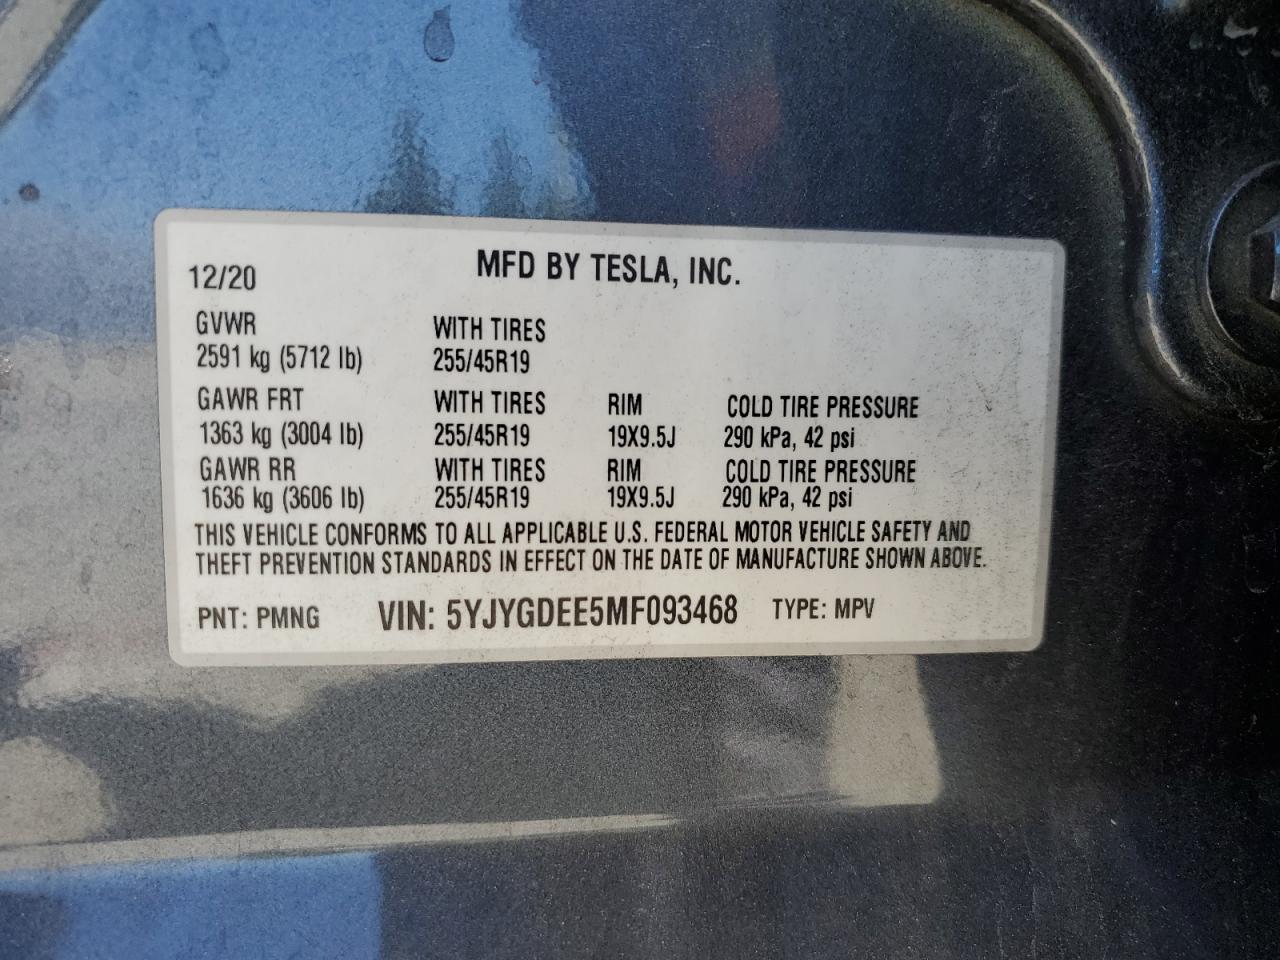 MFD BY TESLA, INC.
12/20
GVWR WITH TIRES
2591 kg (5712 lb) 255/45R19
GAWR FRT WITH TIRES RIM COLD TIRE PRESSURE
1363 kg (3004 lb) 255/45R19 19X9.5J 290 kPa, 42 psi
GAWR RR WITH TIRES RIM COLD TIRE PRESSURE
1636 kg (3606 lb) 255/45R19 19X9.5J 290 kPa, 42 psi
THIS VEHICLE CONFORMS TO ALL APPLICABLE U.S. FEDERAL MOTOR VEHICLE SAFETY AND
THEFT PREVENTION STANDARDS IN EFFECT ON THE DATE OF MANUFACTURE SHOWN ABOVE.
PNT: PMNG VIN: 5YJYGDEE5MF093468 TYPE: MPV